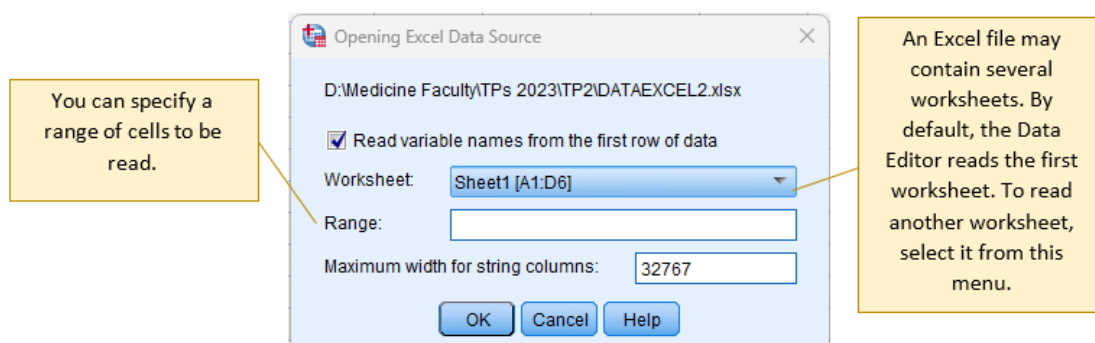 You can specify a
range of cells to be
read.
Opening Excel Data Source
D:\Medicine Faculty\TPs 2023\TP2\DATAEXCEL2.xlsx
Read variable names from the first row of data
Worksheet: Sheet1 [A1:D6]
Range:
Maximum width for string columns: 32767
OK Cancel Help
An Excel file may
contain several
worksheets. By
default, the Data
Editor reads the first
worksheet. To read
another worksheet,
select it from this
menu.